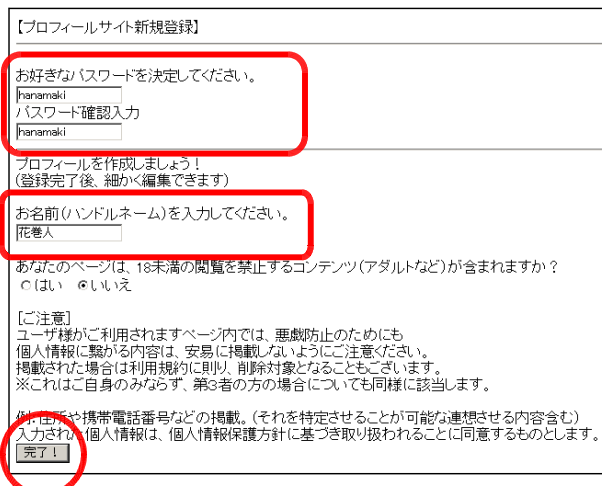 【プロフィールサイト新規登録】
お好きなパスワードを決定してください。
hanamaki
パスワード確認入力
hanamaki
プロフィールを作成しましょう！
(登録完了後、細かく編集できます)
お名前(ハンドルネーム)を入力してください。
花巻人
あなたのページは、18未満の閲覧を禁止するコンテンツ(アダルトなど)が含まれますか？
はい いいえ
[ご注意]
ユーザ様がご利用されますページ内では、悪戯防止のためにも
個人情報に繋がる内容は、安易に掲載しないようにご注意ください。
掲載された場合は利用規約に則り、削除対象となることもございます。
※これはご自身のみならず、第3者の方の場合についても同様に該当します。
例:住所や携帯電話番号などの掲載。(それを特定させることが可能な連想させる内容含む)
入力された個人情報は、個人情報保護方針に基づき取り扱われることに同意するものとします。
完了！